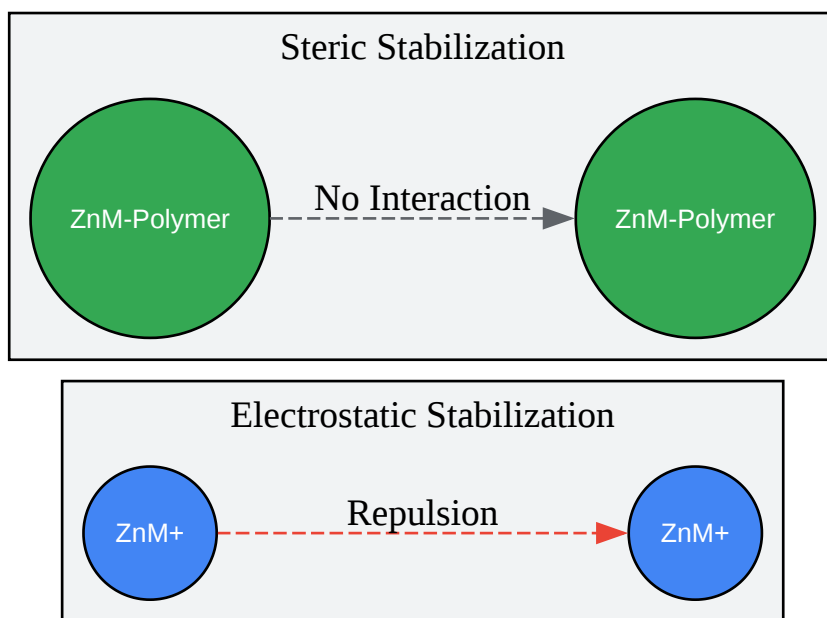 Steric Stabilization
ZnM-Polymer
No Interaction
ZnM-Polymer
Electrostatic Stabilization
ZnM+
Repulsion
ZnM+